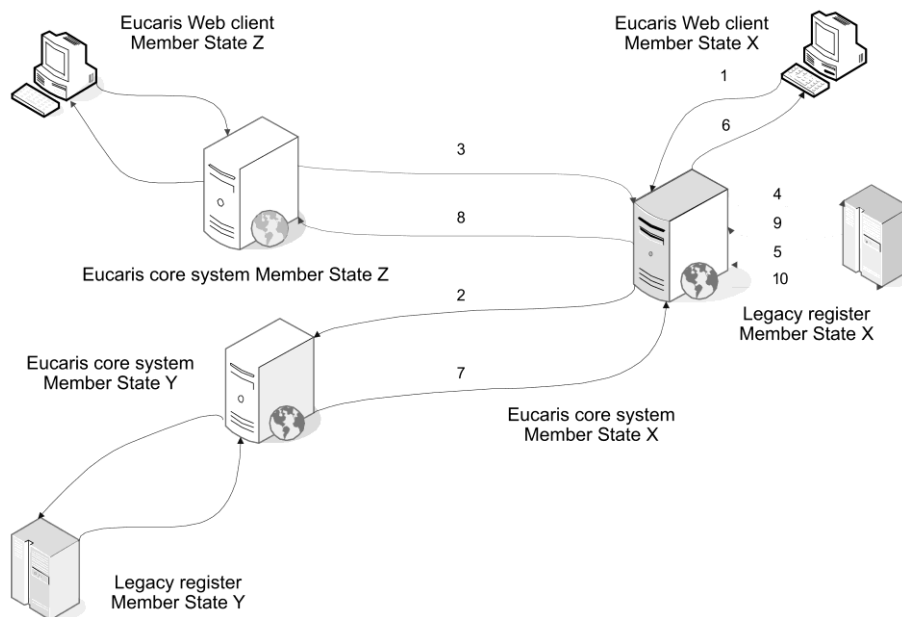 Eucaris Web client
Member State Z
Eucaris Web client
Member State X
1
6
3
8
4
9
5
10
Eucaris core system Member State Z
Legacy register
Member State X
2
Eucaris core system
Member State Y
7
Eucaris core system
Member State X
Legacy register
Member State Y